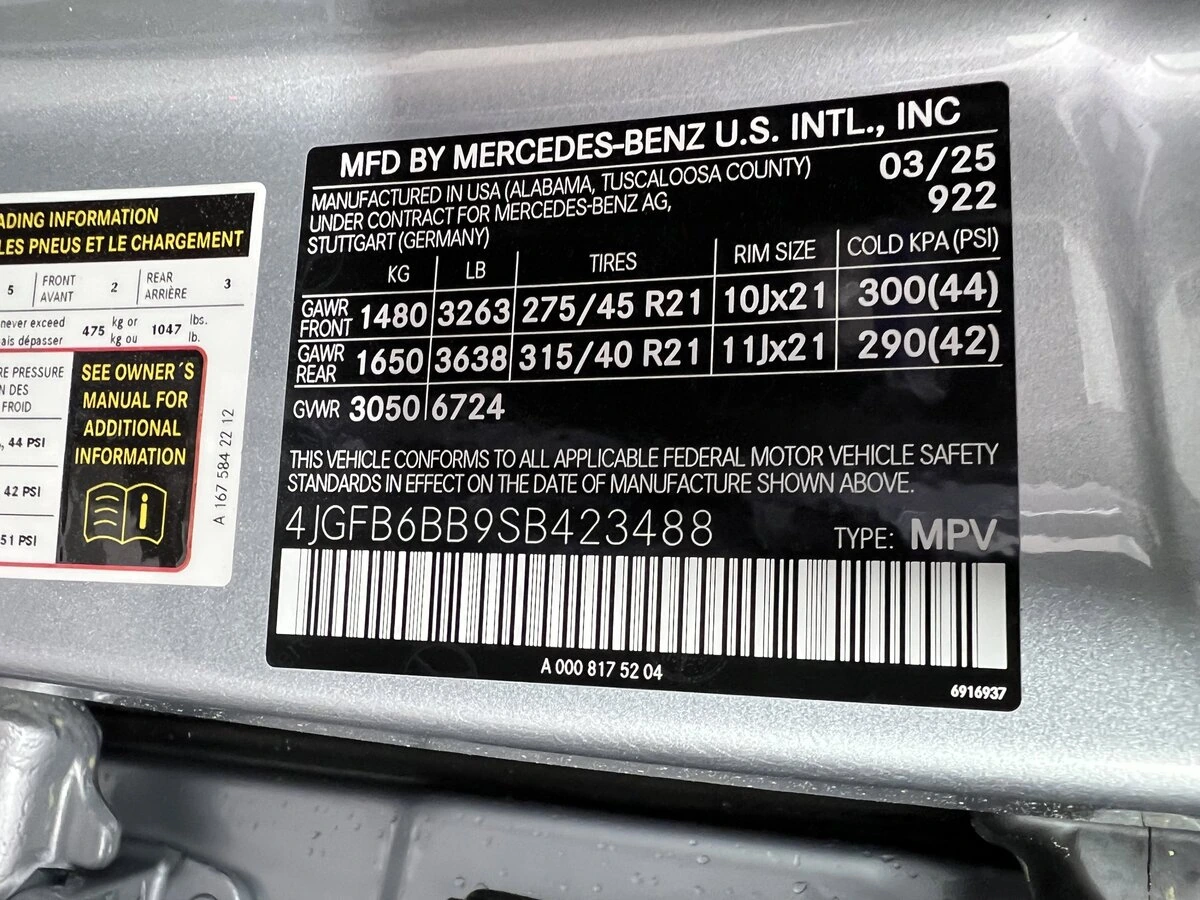 ADING INFORMATION
LES PNEUS ET LE CHARGEMENT
5 FRONT AVANT 2 REAR ARRIÈRE 3
never exceed
ais dépasser 475 kg or kg ou 1047 lbs. lb.
RE PRESSURE
N DES
FROID
, 44 PSI
42 PSI
51 PSI
SEE OWNER´S
MANUAL FOR
ADDITIONAL
INFORMATION
i
A 167 584 22 12
MFD BY MERCEDES-BENZ U.S. INTL., INC
MANUFACTURED IN USA (ALABAMA, TUSCALOOSA COUNTY) 03/25
UNDER CONTRACT FOR MERCEDES-BENZ AG, 922
STUTTGART (GERMANY)
KG LB TIRES RIM SIZE COLD KPA (PSI)
GAWR FRONT 1480 3263 275/45 R21 10Jx21 300(44)
GAWR REAR 1650 3638 315/40 R21 11Jx21 290(42)
GVWR 3050 6724
THIS VEHICLE CONFORMS TO ALL APPLICABLE FEDERAL MOTOR VEHICLE SAFETY
STANDARDS IN EFFECT ON THE DATE OF MANUFACTURE SHOWN ABOVE.
4JGFB6BB9SB423488 TYPE: MPV
A 000 817 52 04
6916937